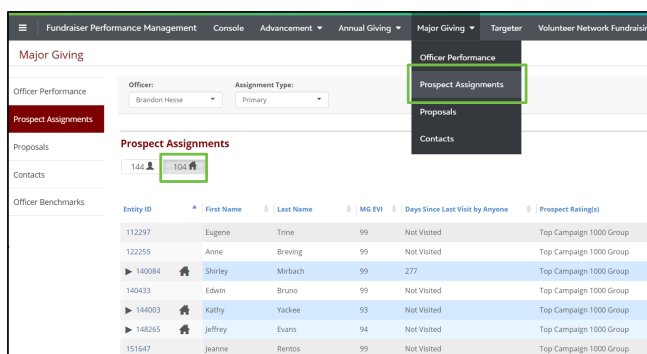 Fundraiser Performance Management Console Advancement Annual Giving Major Giving Targeter Volunteer Network
Major Giving
Officer Performance
Prospect Assignments
Proposals
Contacts
Officer Performance
Prospect Assignments
Proposals
Contacts
Officer Benchmarks
Officer: Assignment Type:
Brandon Hesse Primary
Prospect Assignments
144 104
Entity ID First Name Last Name MG EVI Days Since Last Visit by Anyone Prospect Rating(s)
112297 Eugene Trine 99 Not Visited Top Campaign 1000 Group
122255 Anne Breving 99 Not Visited Top Campaign 1000 Group
140084 Shirley Mirbach 99 277 Top Campaign 1000 Group
140433 Edwin Bruno 99 Not Visited Top Campaign 1000 Group
144003 Kathy Yackee 93 Not Visited Top Campaign 1000 Group
148265 Jeffrey Evans 94 Not Visited Top Campaign 1000 Group
151647 Jeanne Rentos 99 Not Visited Top Campaign 1000 Group